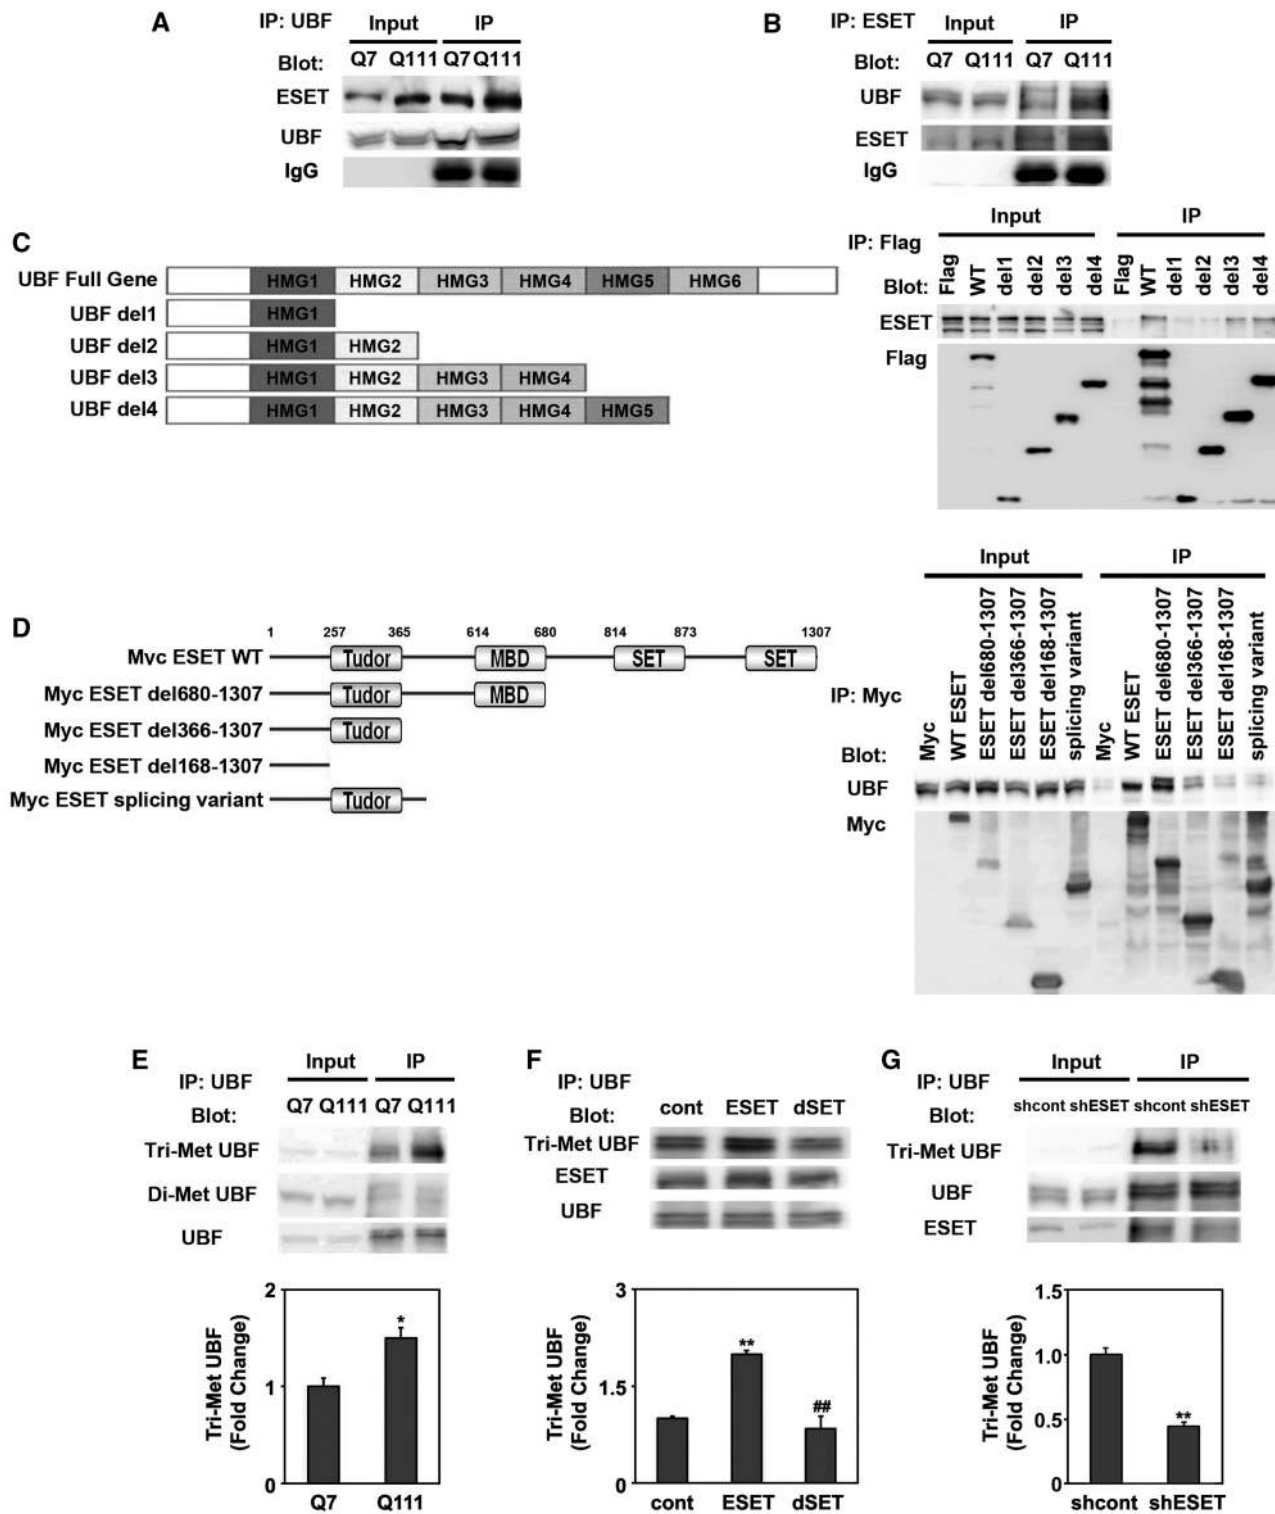 A
IP: UBF
Input
IP
Blot:
Q7 Q111 Q7 Q111
ESET
UBF
IgG
B
IP: ESET
Input
IP
Blot:
Q7 Q111 Q7 Q111
UBF
ESET
IgG
C
UBF Full Gene
HMG1 HMG2 HMG3 HMG4 HMG5 HMG6
UBF del1
HMG1
UBF del2
HMG1 HMG2
UBF del3
HMG1 HMG2 HMG3 HMG4
UBF del4
HMG1 HMG2 HMG3 HMG4 HMG5
Input
IP
IP: Flag
Blot:
Flag WT del1 del2 del3 del4 Flag WT del1 del2 del3 del4
ESET
Flag
D
1 257 365 614 680 814 873 1307
Mvc ESET WT
Tudor MBD SET SET
Myc ESET del680-1307
Tudor MBD
Myc ESET del366-1307
Tudor
Myc ESET del168-1307
Myc ESET splicing variant
Tudor
Input
IP
IP: Myc
Blot:
Myc
WT ESET
ESET del680-1307
ESET del366-1307
ESET del168-1307
splicing variant
Myc
WT ESET
ESET del680-1307
ESET del366-1307
ESET del168-1307
splicing variant
UBF
Myc
E
Input
IP
IP: UBF
Blot:
Q7 Q111 Q7 Q111
Tri-Met UBF
Di-Met UBF
UBF
Tri-Met UBF
(Fold Change)
2
1
0
*
Q7 Q111
F
IP: UBF
Blot:
cont ESET dSET
Tri-Met UBF
ESET
UBF
Tri-Met UBF
(Fold Change)
3
1.5
0
**
##
cont ESET dSET
G
Input
IP
IP: UBF
Blot:
shcont shESET shcont shESET
Tri-Met UBF
UBF
ESET
Tri-Met UBF
(Fold Change)
1.5
1.0
0.5
0
**
shcont shESET